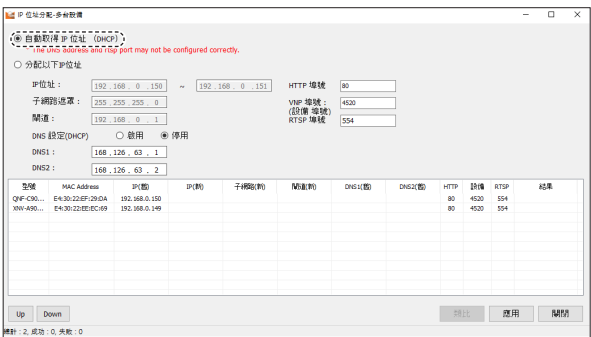 IP 位址分配-多台設備
自動取得 IP 位址 (DHCP)
* The DNS address and rtsp port may not be configured correctly.
分配以下IP位址
IP位址： 192 . 168 . 0 . 150 ~ 192 . 168 . 0 . 151 HTTP 埠號 80
子網路遮罩： 255 . 255 . 255 . 0 VNP 埠號： 4520
(設備 埠號)
閘道： 192 . 168 . 0 . 1 RTSP 埠號 554
DNS 設定(DHCP) 啟用 停用
DNS1： 168 . 126 . 63 . 1
DNS2： 168 . 126 . 63 . 2
型號 MAC Address IP(舊) IP(新) 子網路(新) 閘道(新) DNS1(舊) DNS2(舊) HTTP 設備 RTSP 結果
QNF-C90... E4:30:22:EF:29:DA 192.168.0.150 80 4520 554
XNV-A90... E4:30:22:EE:EC:69 192.168.0.149 80 4520 554
Up Down 類比 應用 關閉
總計 : 2, 成功 : 0, 失敗 : 0